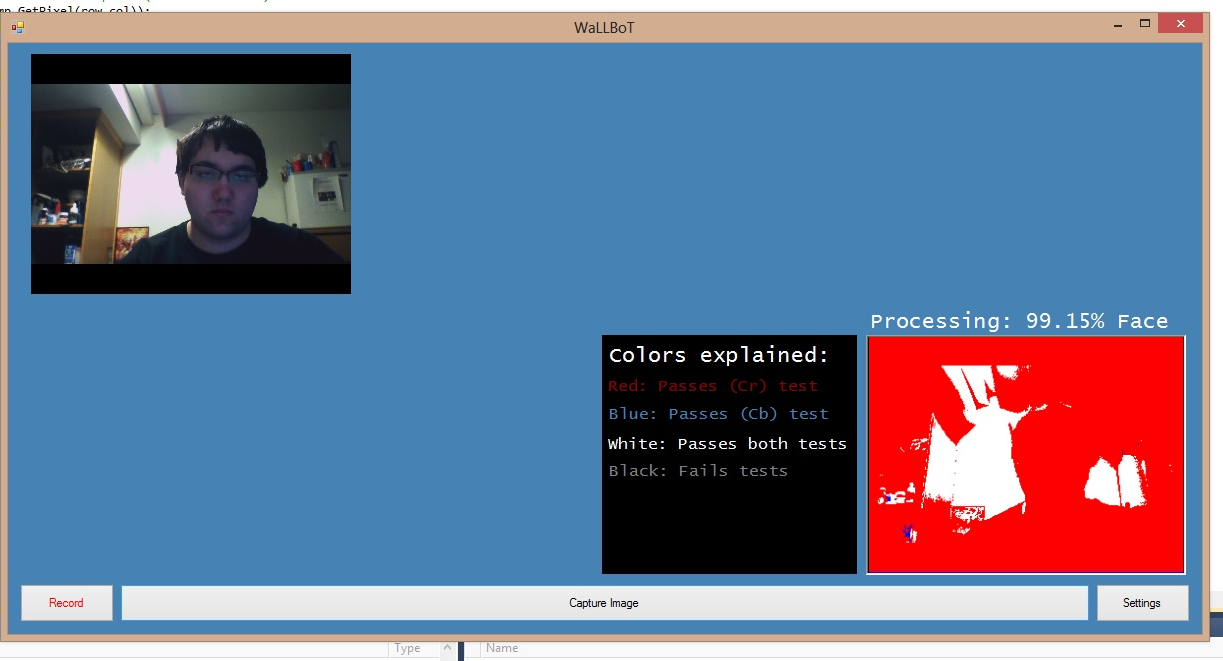 mp.GetPixel(row,col));
WaLLBoT
Processing: 99.15% Face
Colors explained:
Red: Passes (Cr) test
Blue: Passes (Cb) test
White: Passes both tests
Black: Fails tests
Record
Capture Image
Settings
Type
Name